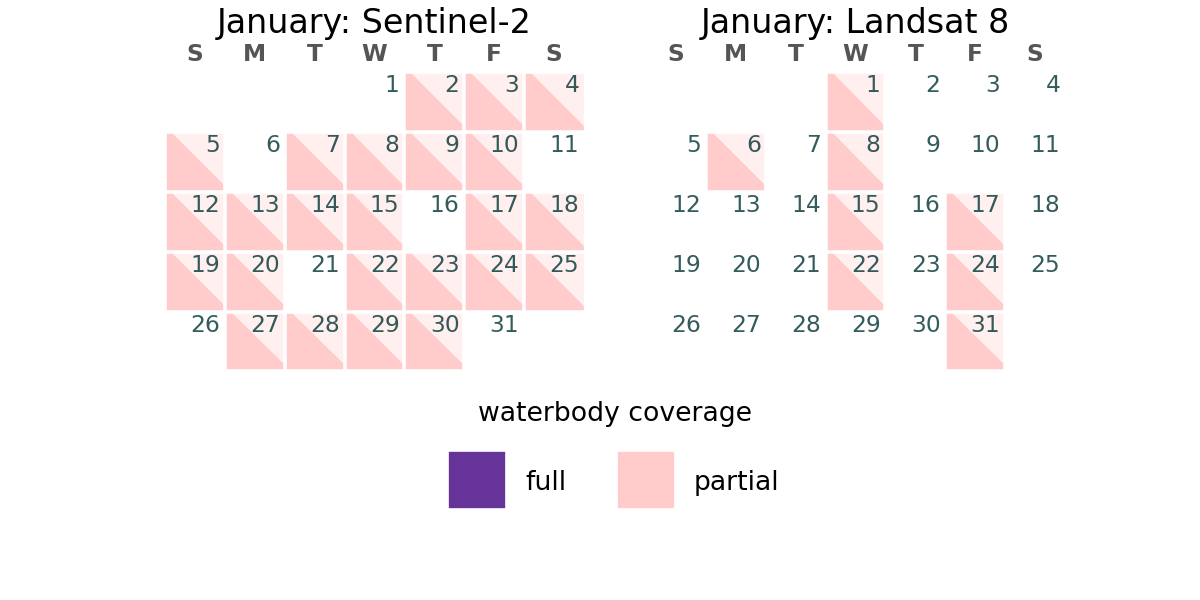 January: Sentinel-2
S M T W T F S
1 2 3 4
5 6 7 8 9 10 11
12 13 14 15 16 17 18
19 20 21 22 23 24 25
26 27 28 29 30 31
January: Landsat 8
S M T W T F S
1 2 3 4
5 6 7 8 9 10 11
12 13 14 15 16 17 18
19 20 21 22 23 24 25
26 27 28 29 30 31
waterbody coverage
full partial